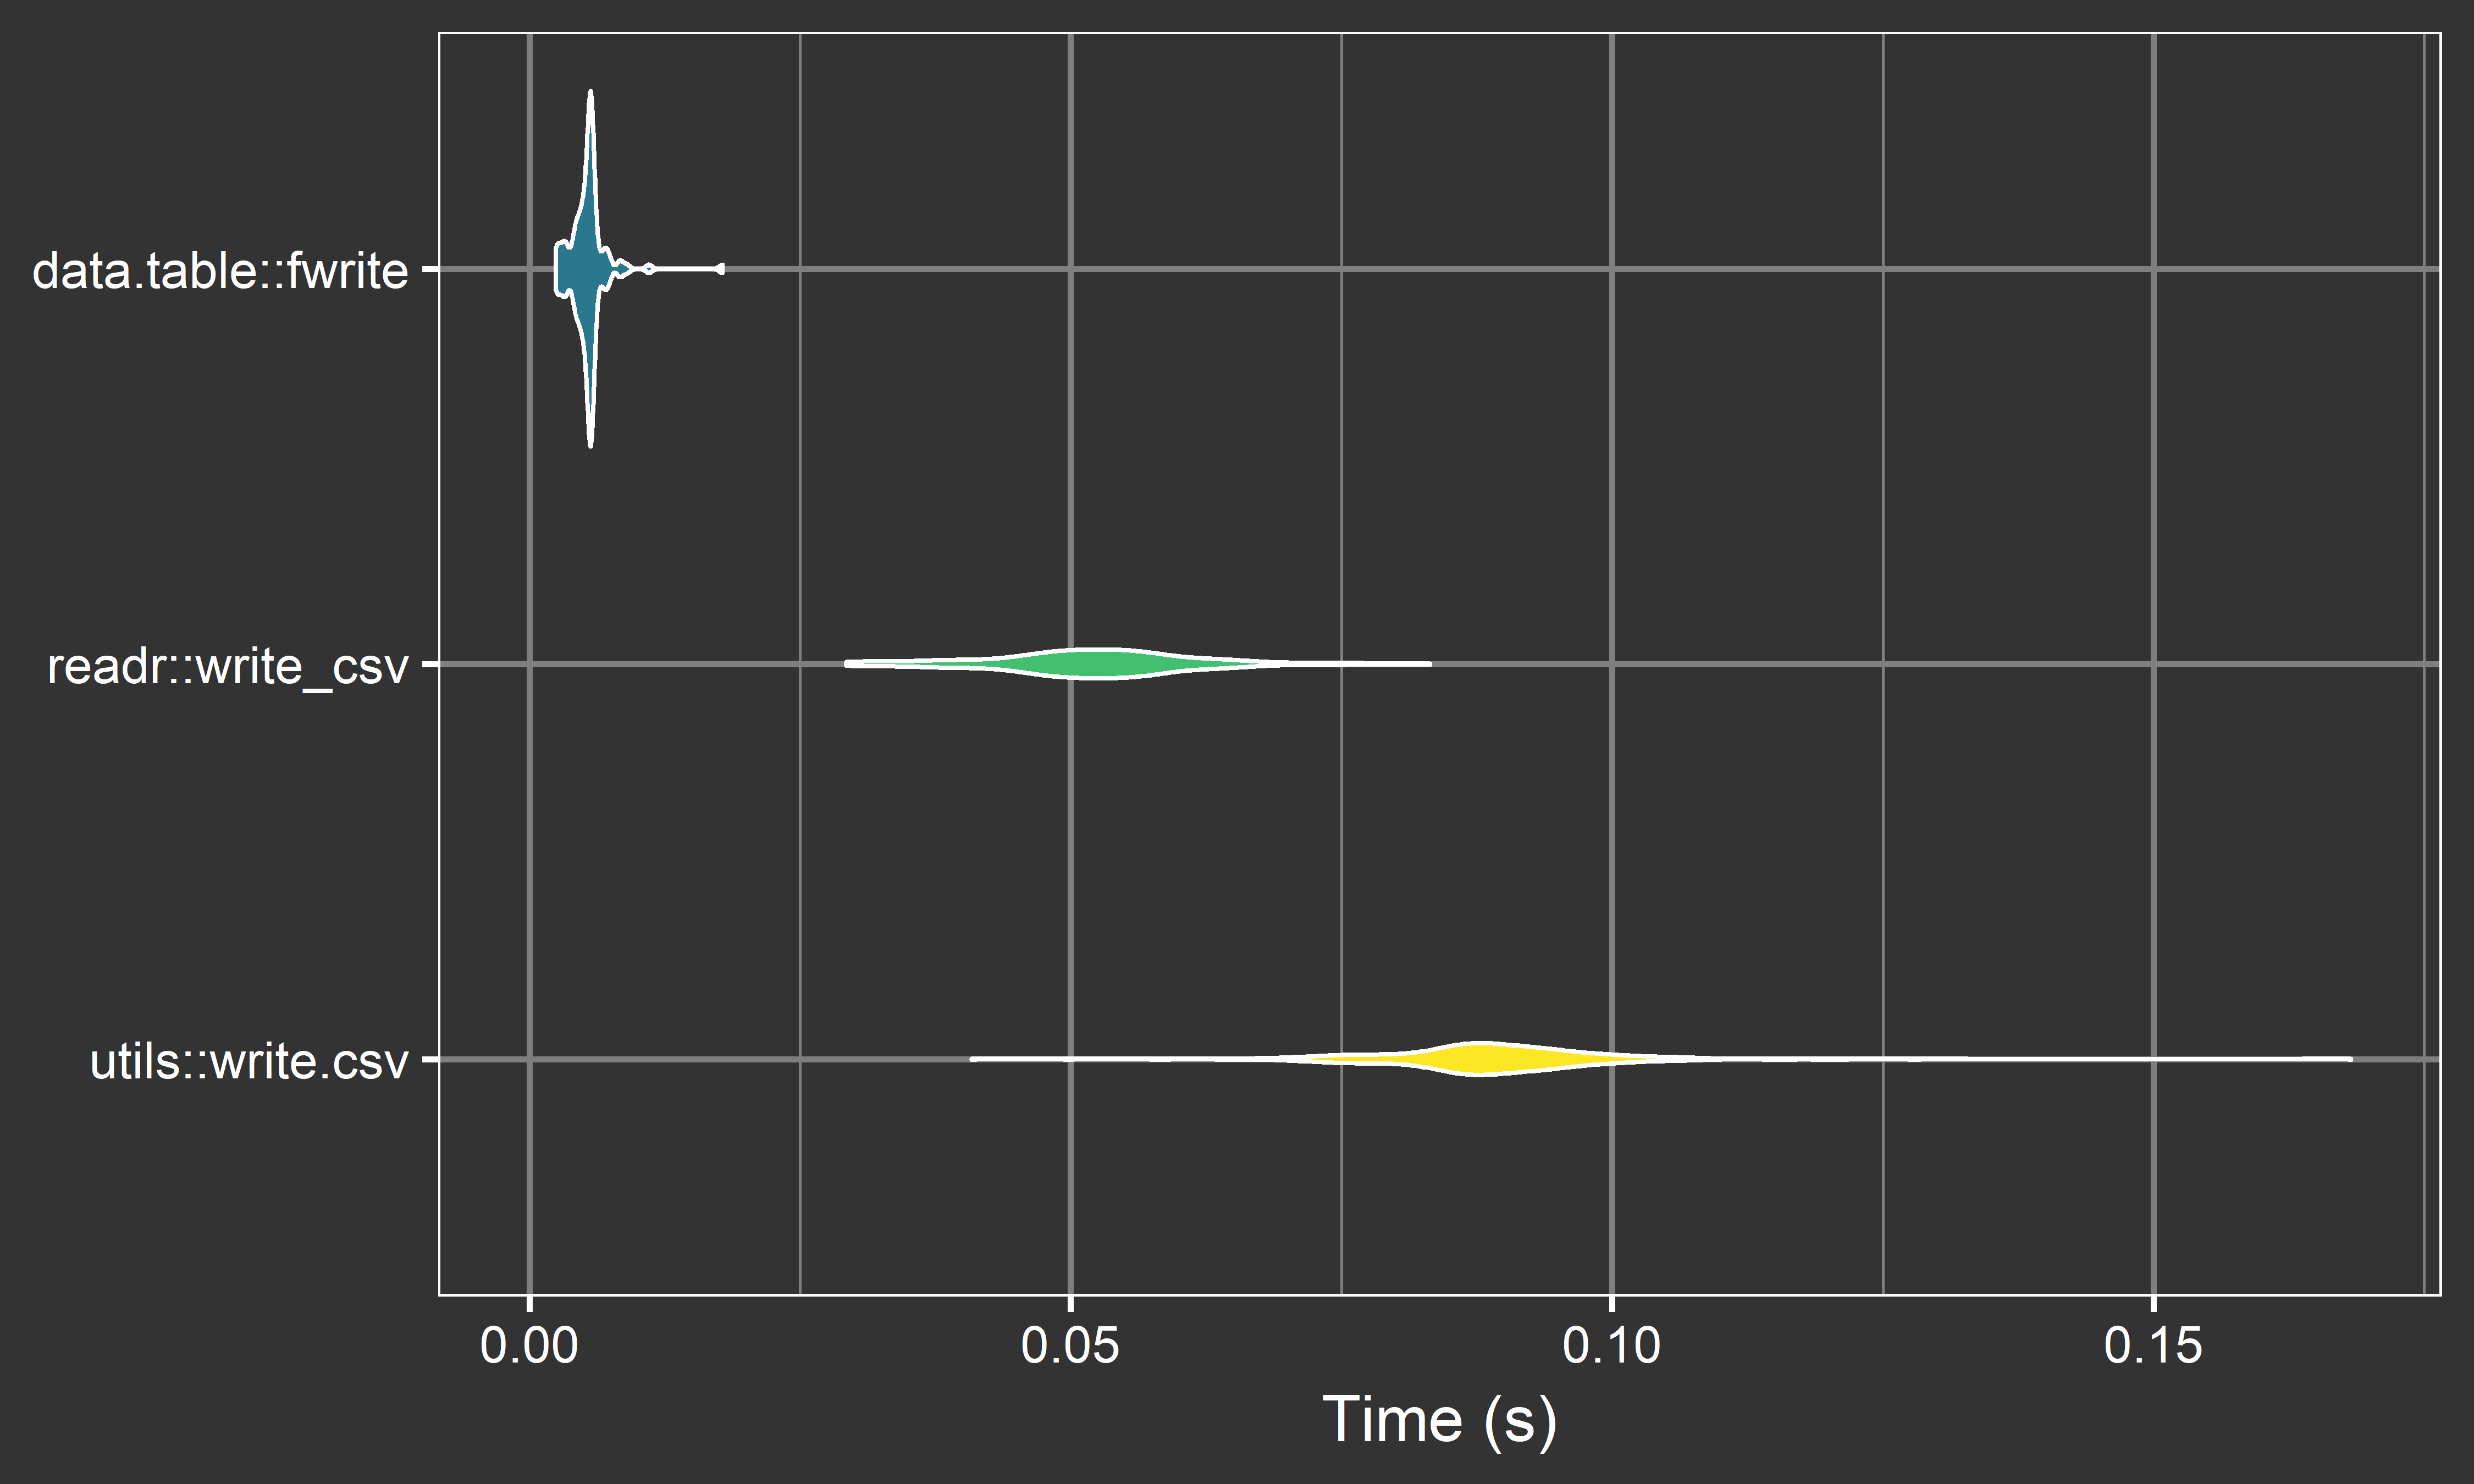 data.table::fwrite
readr::write_csv
utils::write.csv
0.00 0.05 0.10 0.15
Time (s)